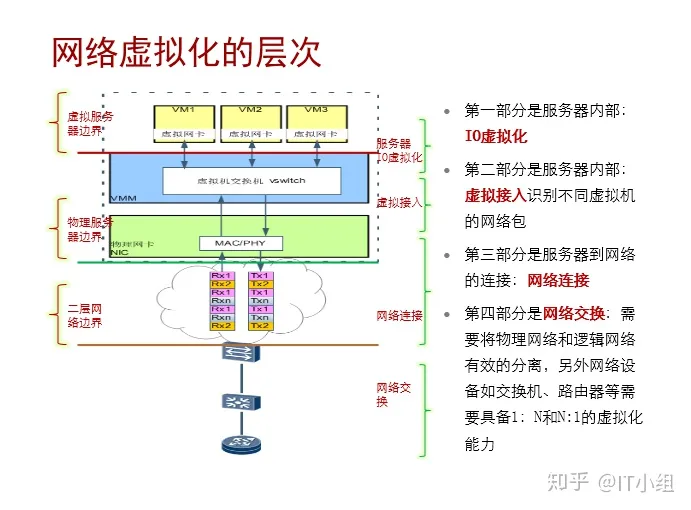 网络虚拟化的层次
虚拟服务
器边界
VM1
VM2
VM3
虚拟网卡
虚拟网卡
虚拟网卡
服务器
IO虚拟化
虚拟机交换机 vswitch
VMM
虚拟接入
物理服务
器边界
物理网卡
NIC
MAC/PHY
Rx1
Rx2
Rx1
Rxn
Rx1
Rxn
Rx2
Tx1
Tx2
Tx1
Txn
Tx1
Txn
Tx2
二层网
络边界
网络连接
网络交
换
第一部分是服务器内部：
IO虚拟化
第二部分是服务器内部：
虚拟接入识别不同虚拟机
的网络包
第三部分是服务器到网络
的连接：网络连接
第四部分是网络交换：需
要将物理网络和逻辑网络
有效的分离，另外网络设
备如交换机、路由器等需
要具备1：N和N:1的虚拟化
能力
知乎 @IT小组